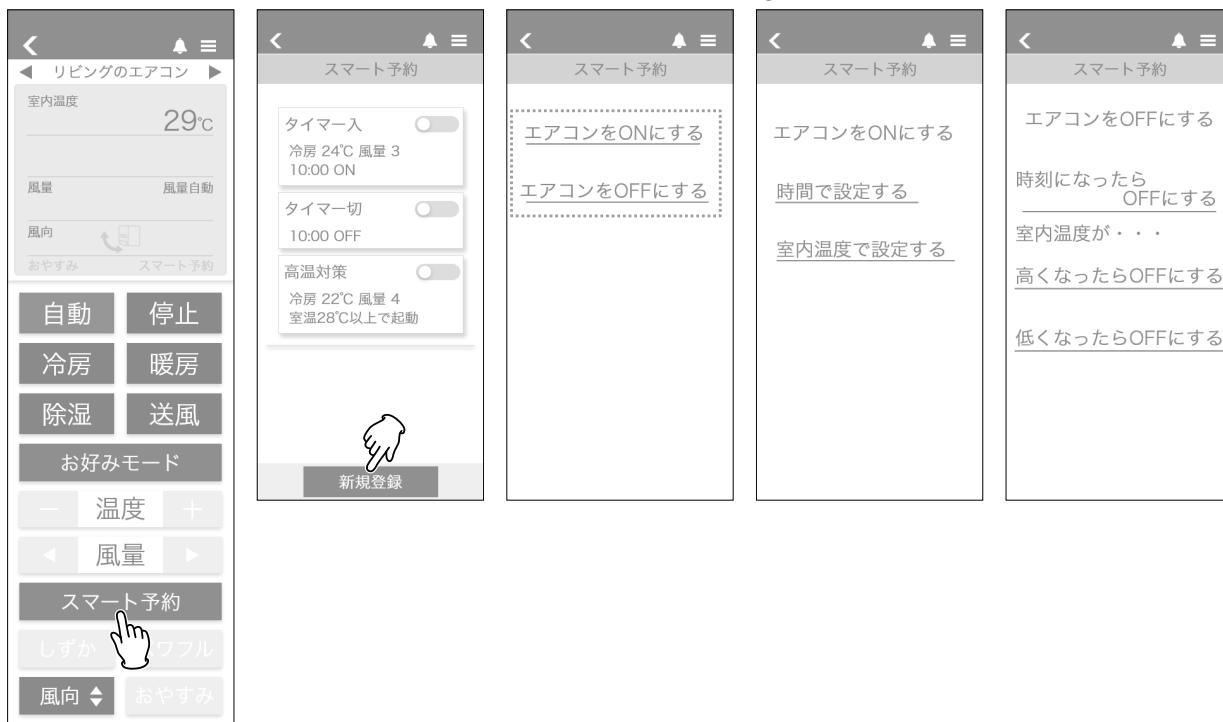 リビングのエアコン
室内温度
29℃
風量 風量自動
風向
おやすみ スマート予約
自動 停止
冷房 暖房
除湿 送風
お好みモード
− 温度 +
風量
スマート予約
しずか ワフル
風向 おやすみ
スマート予約
タイマー入
冷房 24℃ 風量 3
10:00 ON
タイマー切
10:00 OFF
高温対策
冷房 22℃ 風量 4
室温28℃以上で起動
新規登録
スマート予約
エアコンをONにする
エアコンをOFFにする
スマート予約
エアコンをONにする
時間で設定する
室内温度で設定する
スマート予約
エアコンをOFFにする
時刻になったら
OFFにする
室内温度が・・・
高くなったらOFFにする
低くなったらOFFにする